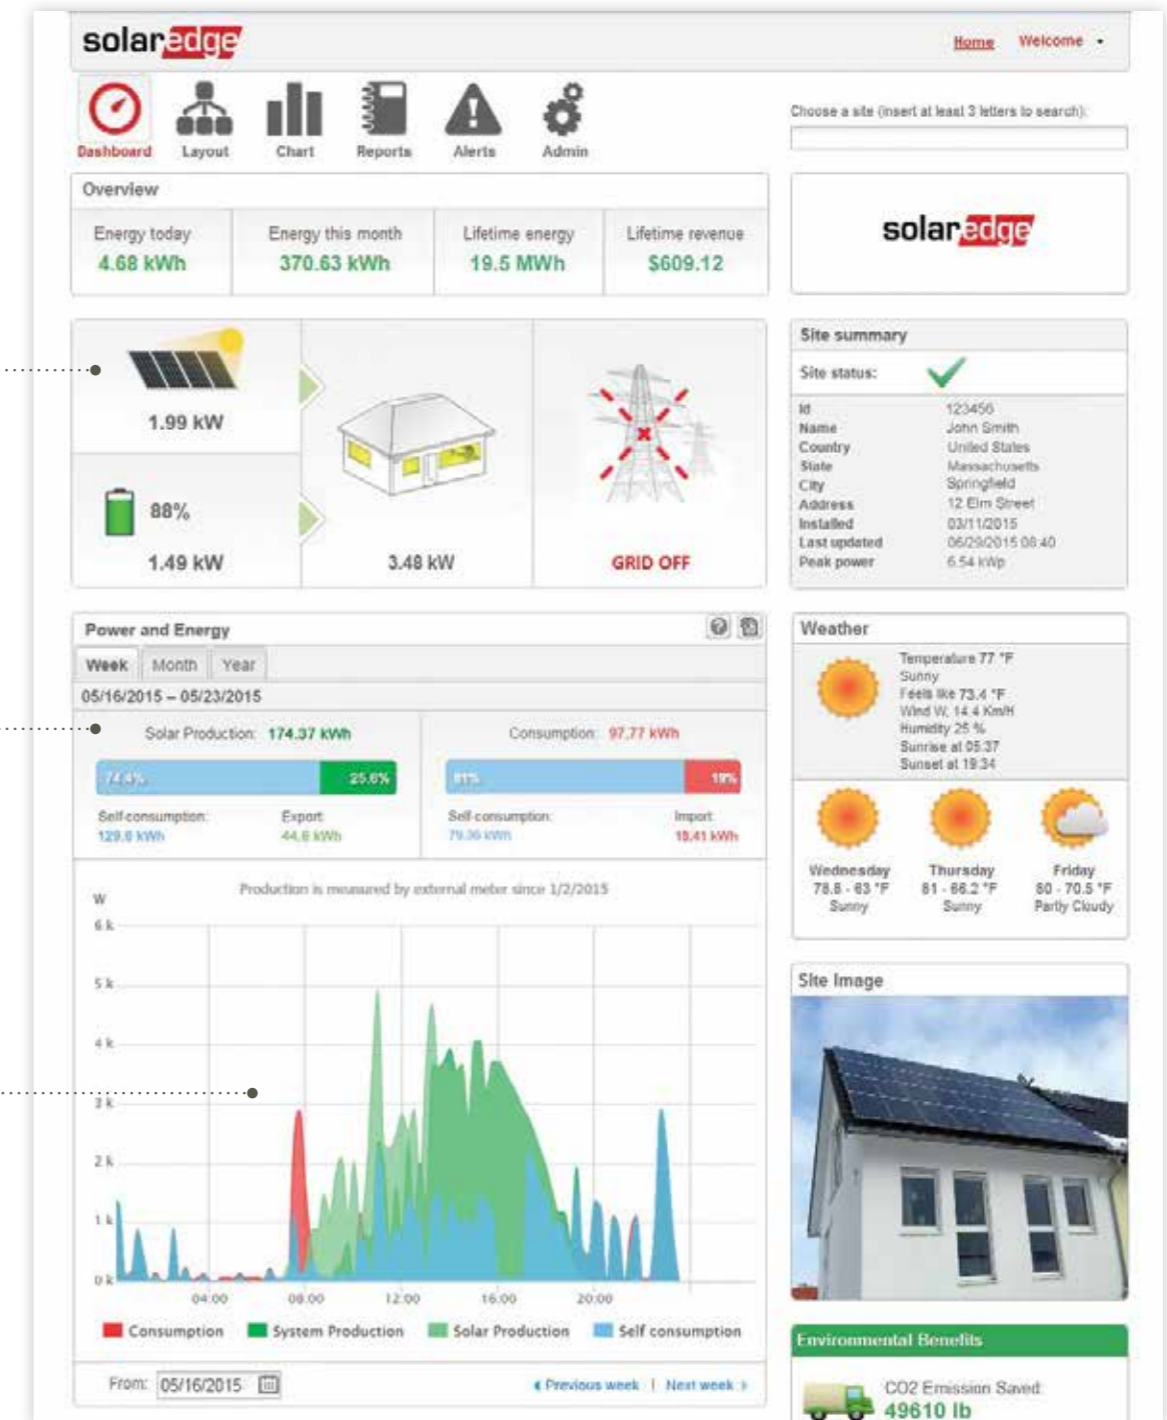 solaredge
Home Welcome
Dashboard Layout Chart Reports Alerts Admin
Choose a site (insert at least 3 letters to search):
Overview
Energy today Energy this month Lifetime energy Lifetime revenue
4.68 kWh 370.63 kWh 19.5 MWh $609.12
solaredge
1.99 kW
88%
1.49 kW
3.48 kW
GRID OFF
Site summary
Site status:
Id 123456
Name John Smith
Country United States
State Massachusetts
City Springfield
Address 12 Elm Street
Installed 03/11/2015
Last updated 06/29/2015 08:40
Peak power 6.54 kWp
Power and Energy
Week Month Year
05/16/2015 – 05/23/2015
Solar Production: 174.37 kWh
74.4% 25.6%
Self-consumption: Export:
129.8 kWh 44.6 kWh
Consumption: 97.77 kWh
81% 19%
Self-consumption: Import:
79.36 kWh 18.41 kWh
Production is measured by external meter since 1/2/2015
W
6 k
5 k
4 k
3 k
2 k
1 k
0 k
04:00 08:00 12:00 16:00 20:00
Consumption System Production Solar Production Self consumption
From: 05/16/2015 Previous week | Next week
Weather
Temperature 77 °F
Sunny
Feels like 73.4 °F
Wind W, 14.4 Km/H
Humidity 25 %
Sunrise at 05:37
Sunset at 19:34
Wednesday Thursday Friday
78.8 - 63 °F 81 - 66.2 °F 80 - 70.5 °F
Sunny Sunny Partly Cloudy
Site Image
Environmental Benefits
CO2 Emission Saved:
49610 lb